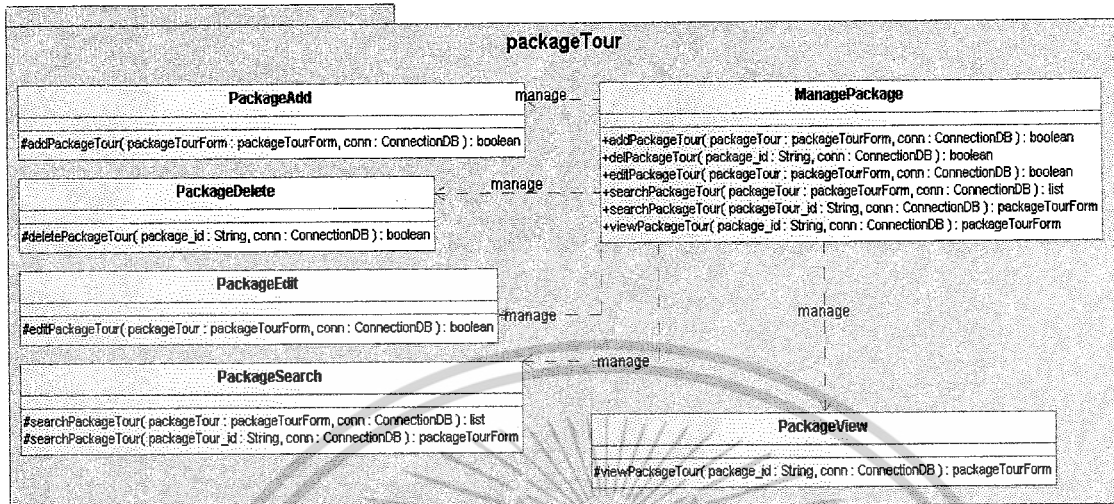 packageTour
PackageAdd
#addPackageTour( packageTourForm : packageTourForm, conn : ConnectionDB ) : boolean
manage
ManagePackage
+addPackageTour( packageTour : packageTourForm, conn : ConnectionDB ) : boolean
+delPackageTour( package_id : String, conn : ConnectionDB ) : boolean
+editPackageTour( packageTour : packageTourForm, conn : ConnectionDB ) : boolean
+searchPackageTour( packageTour : packageTourForm, conn : ConnectionDB ) : list
+searchPackageTour( packageTour_id : String, conn : ConnectionDB ) : packageTourForm
+viewPackageTour( package_id : String, conn : ConnectionDB ) : packageTourForm
PackageDelete
#deletePackageTour( package_id : String, conn : ConnectionDB ) : boolean
manage
PackageEdit
#editPackageTour( packageTour : packageTourForm, conn : ConnectionDB ) : boolean
manage
manage
PackageSearch
#searchPackageTour( packageTour : packageTourForm, conn : ConnectionDB ) : list
#searchPackageTour( packageTour_id : String, conn : ConnectionDB ) : packageTourForm
manage
PackageView
#viewPackageTour( package_id : String, conn : ConnectionDB ) : packageTourForm